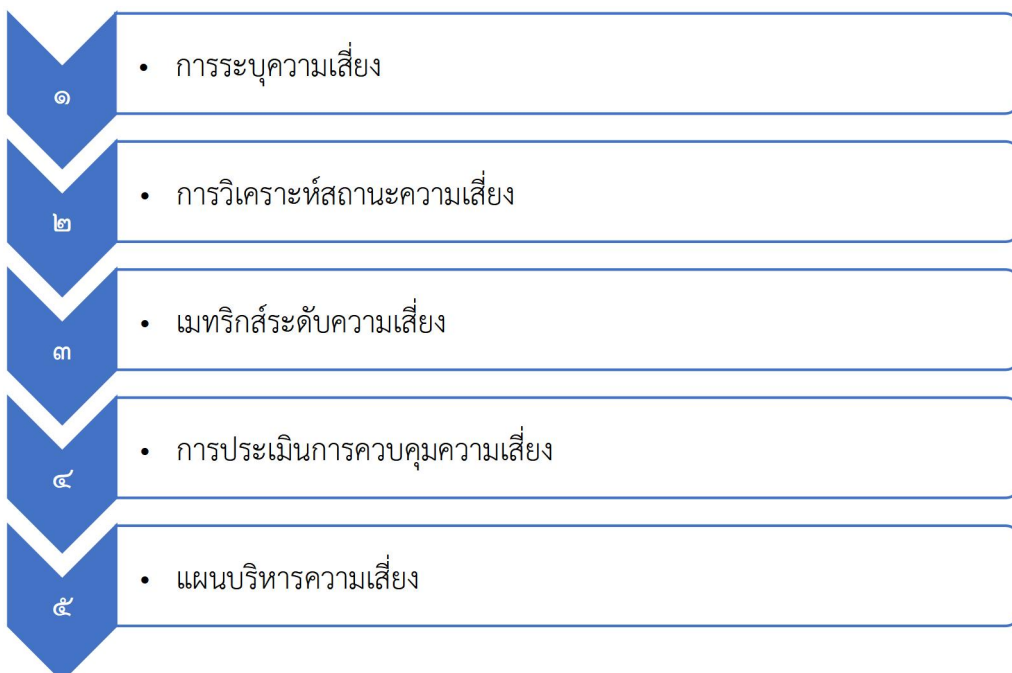 ๑
• การระบุความเสี่ยง
๒
• การวิเคราะห์สถานะความเสี่ยง
๓
• เมทริกส์ระดับความเสี่ยง
๔
• การประเมินการควบคุมความเสี่ยง
๕
• แผนบริหารความเสี่ยง